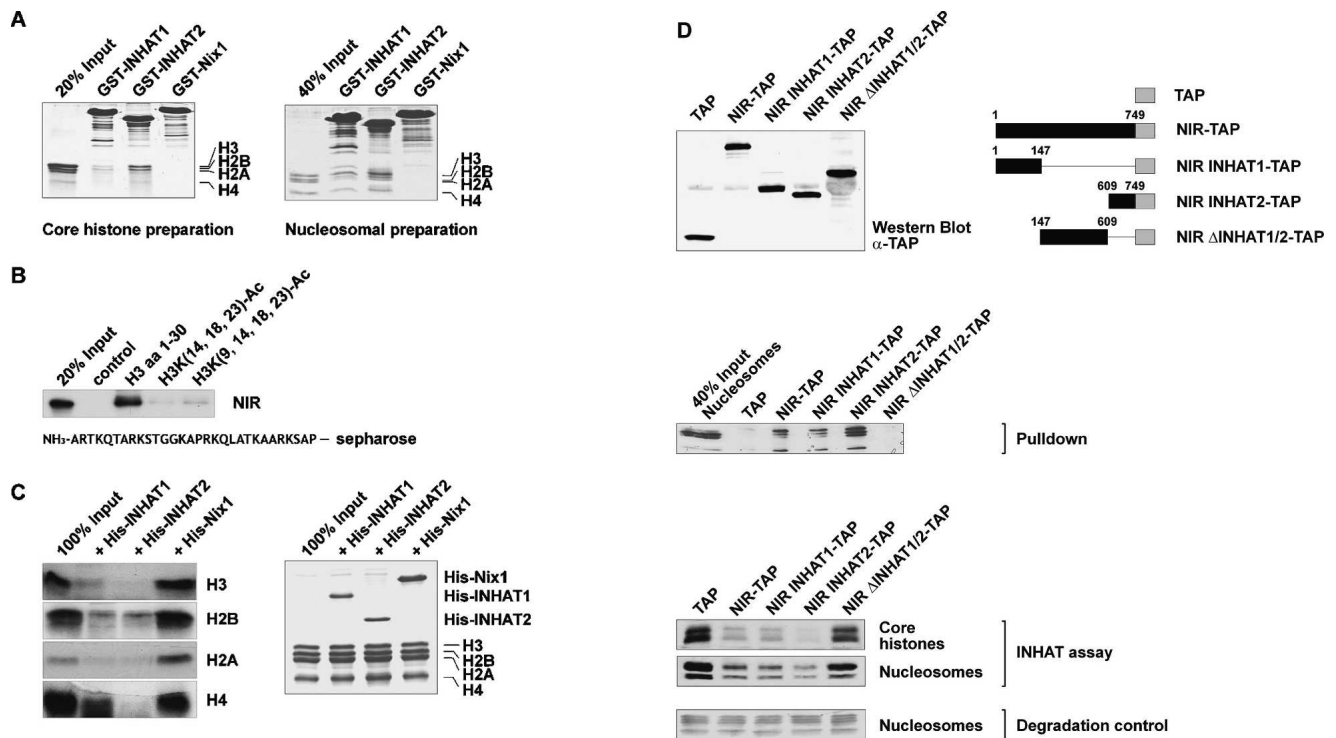 A
20% Input
GST-INHAT1
GST-INHAT2
GST-Nix1
H3
H2B
H2A
H4
Core histone preparation
40% Input
GST-INHAT1
GST-INHAT2
GST-Nix1
H3
H2B
H2A
H4
Nucleosomal preparation
B
20% Input
control
H3 aa 1-30
H3K(14, 18, 23)-Ac
H3K(9, 14, 18, 23)-Ac
NIR
NH₃-ARTKQTARKSTGGKAPRKQLATKAARKSAP — sepharose
C
100% Input
+ His-INHAT1
+ His-INHAT2
+ His-Nix1
H3
H2B
H2A
H4
100% Input
+ His-INHAT1
+ His-INHAT2
+ His-Nix1
His-Nix1
His-INHAT1
His-INHAT2
H3
H2B
H2A
H4
D
TAP
NIR-TAP
NIR INHAT1-TAP
NIR INHAT2-TAP
NIR ΔINHAT1/2-TAP
Western Blot
α-TAP
TAP
1 749
NIR-TAP
1 147
NIR INHAT1-TAP
609 749
NIR INHAT2-TAP
147 609
NIR ΔINHAT1/2-TAP
40% Input
Nucleosomes
TAP
NIR-TAP
NIR INHAT1-TAP
NIR INHAT2-TAP
NIR ΔINHAT1/2-TAP
Pulldown
TAP
NIR-TAP
NIR INHAT1-TAP
NIR INHAT2-TAP
NIR ΔINHAT1/2-TAP
Core
histones
Nucleosomes
INHAT assay
Nucleosomes
Degradation control